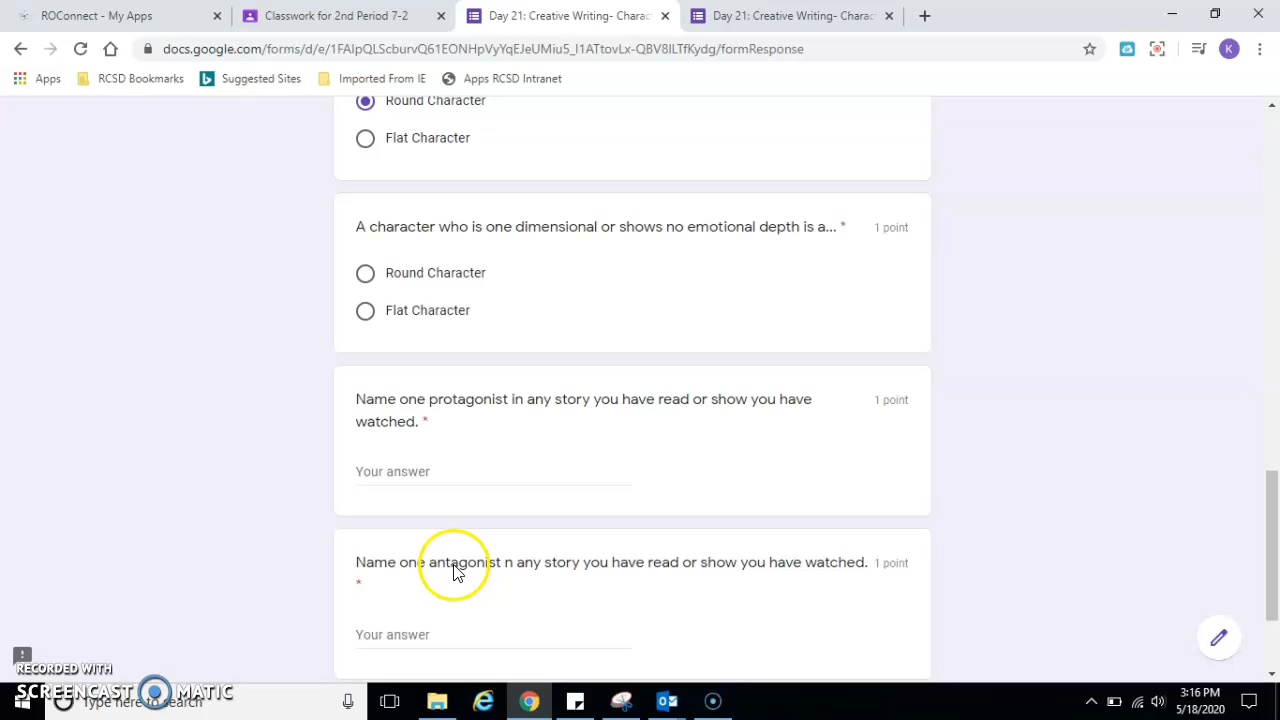 ROConnect - My Apps
Classwork for 2nd Period 7-2
Day 21: Creative Writing- Charac
Day 21: Creative Writing- Charac
docs.google.com/forms/d/e/1FAIpQLScburvQ61EONHpVyYqEJeUMiu5_I1ATtovLx-QBV8ILTfKydg/formResponse
K
Apps
RCSD Bookmarks
Suggested Sites
Imported From IE
Apps RCSD Intranet
Round Character
Flat Character
A character who is one dimensional or shows no emotional depth is a... *
1 point
Round Character
Flat Character
Name one protagonist in any story you have read or show you have
watched. *
1 point
Your answer
Name one antagonist n any story you have read or show you have watched.
*
1 point
Your answer
RECORDED WITH
SCREENCAST MATIC
Type here to search
3:16 PM
5/18/2020